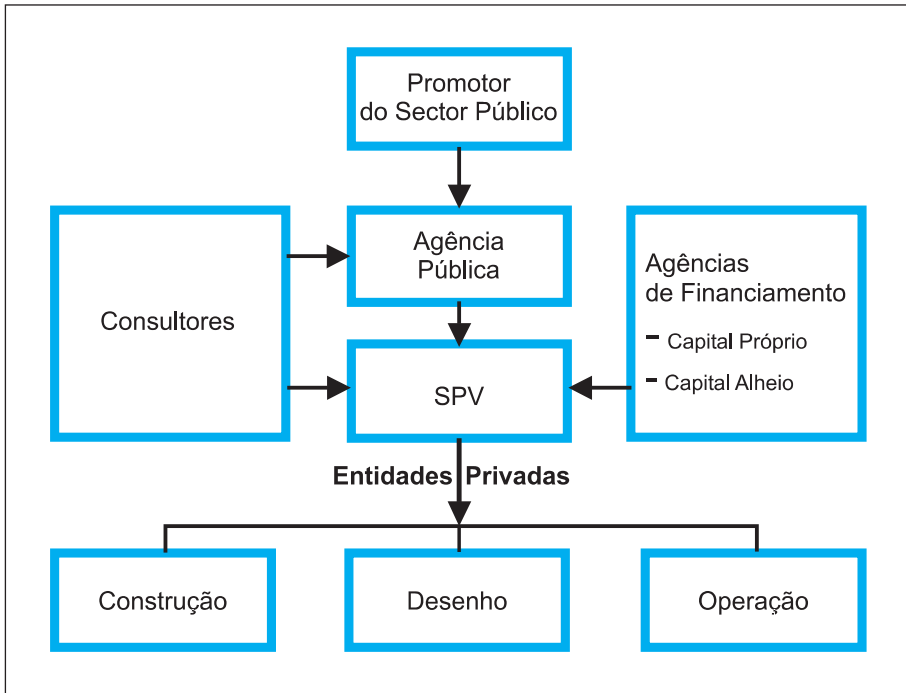 Promotor
do Sector Público
Consultores
Agência
Pública
Agências
de Financiamento
- Capital Próprio
- Capital Alheio
SPV
Entidades Privadas
Construção
Desenho
Operação